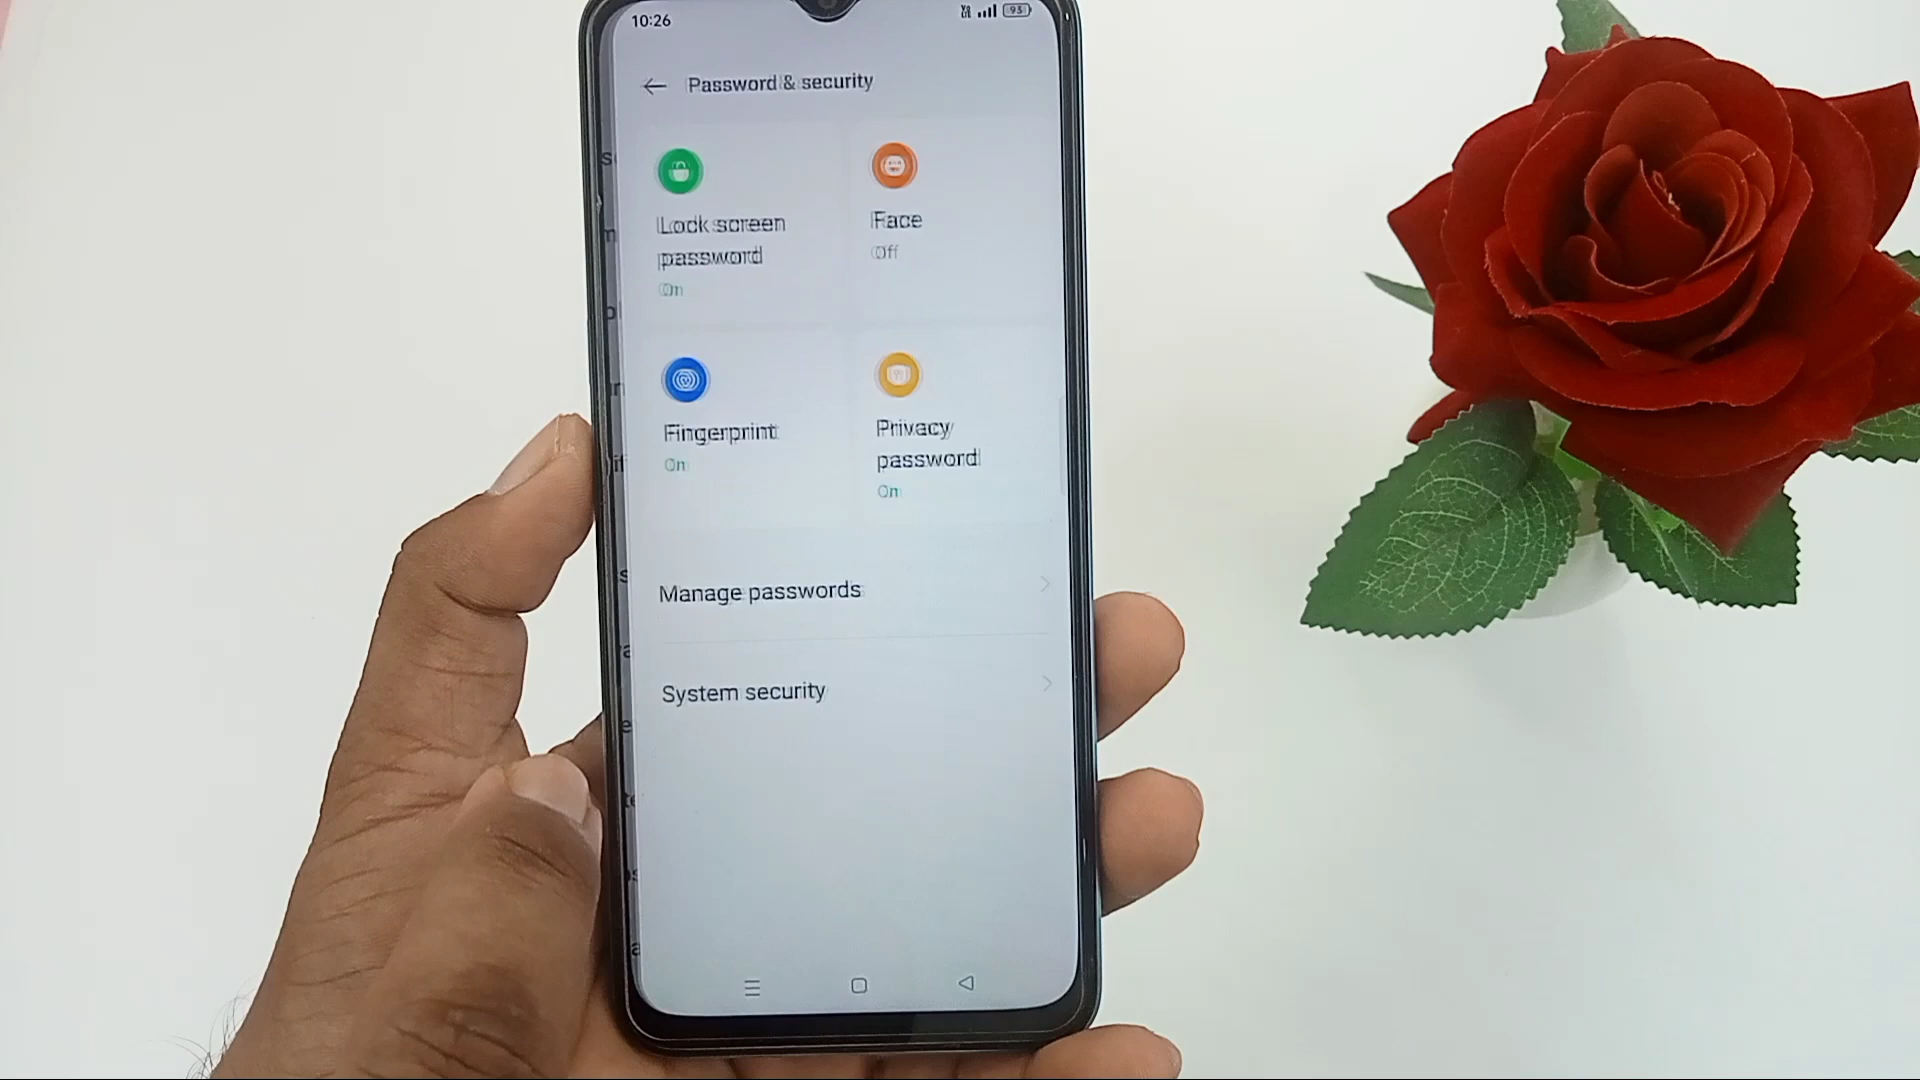 10:26
93
Password & security
Lock screen
password
On
Face
Off
Fingerprint
On
Privacy
password
On
Manage passwords
System security